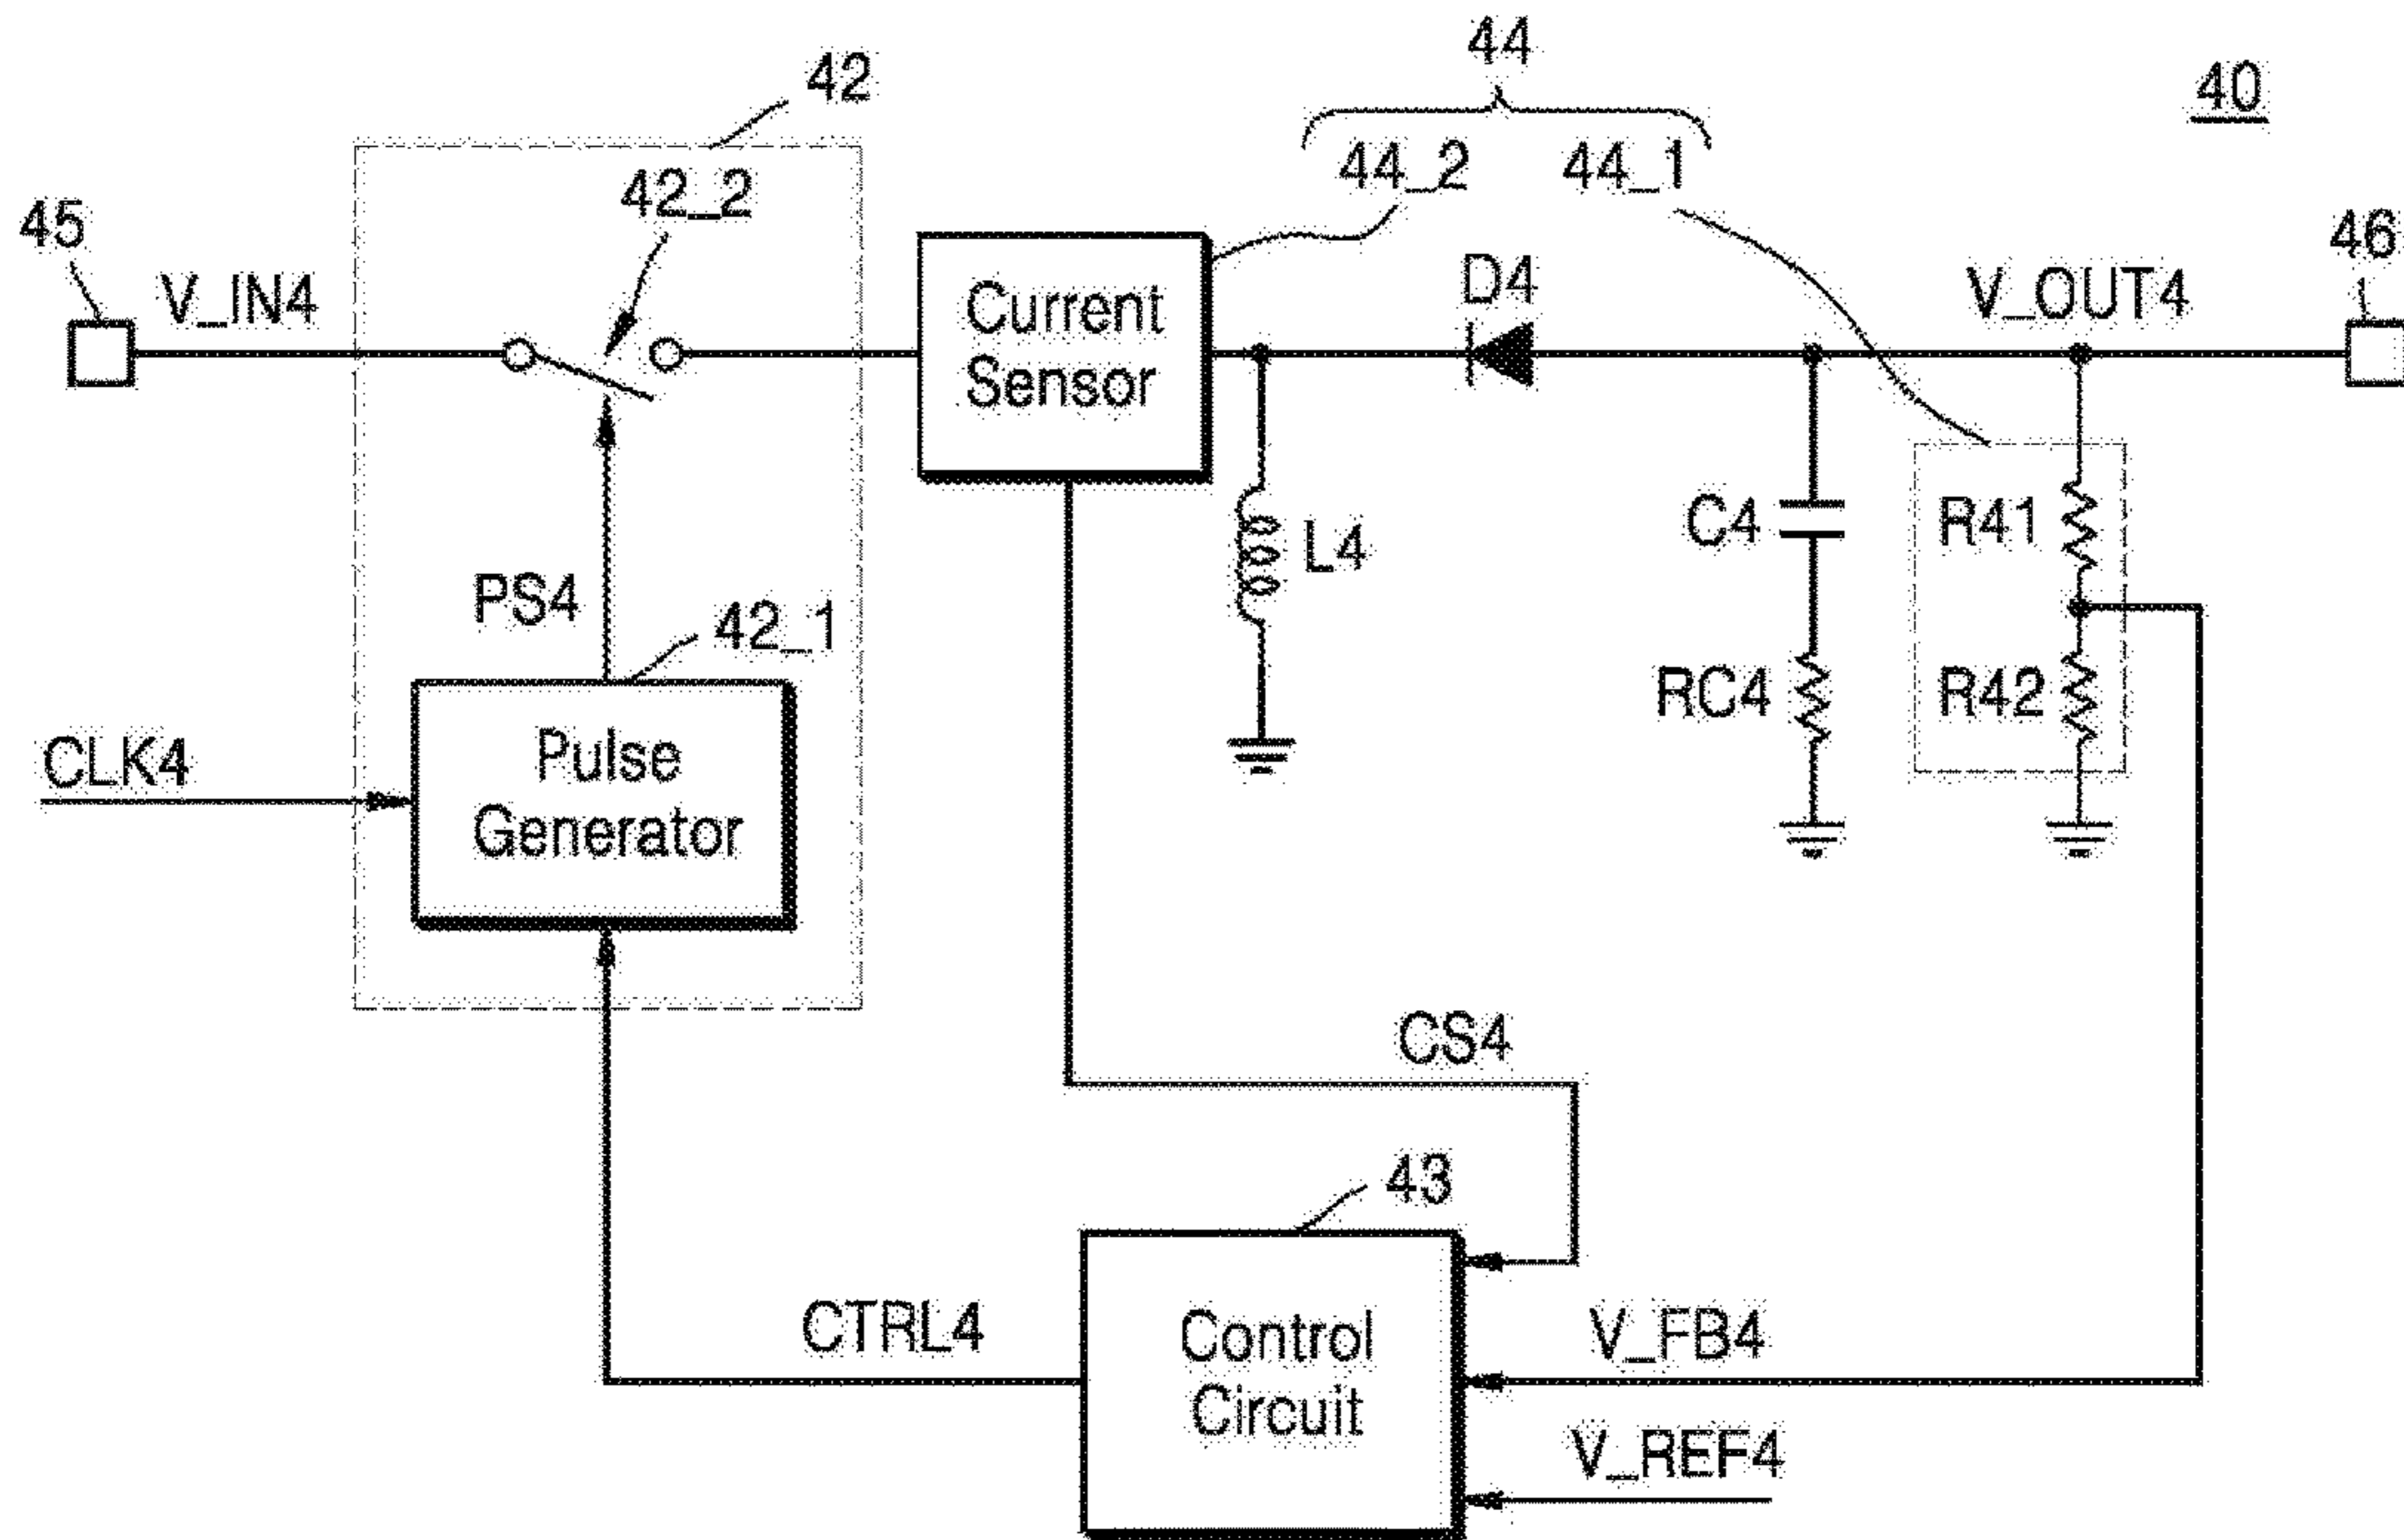 44
42
40
44_2
44_1
42_2
45
46
V_IN4
Current
Sensor
D4
V_OUT4
C4
R41
L4
PS4
42_1
RC4
R42
CLK4
Pulse
Generator
CS4
43
CTRL4
Control
Circuit
V_FB4
V_REF4